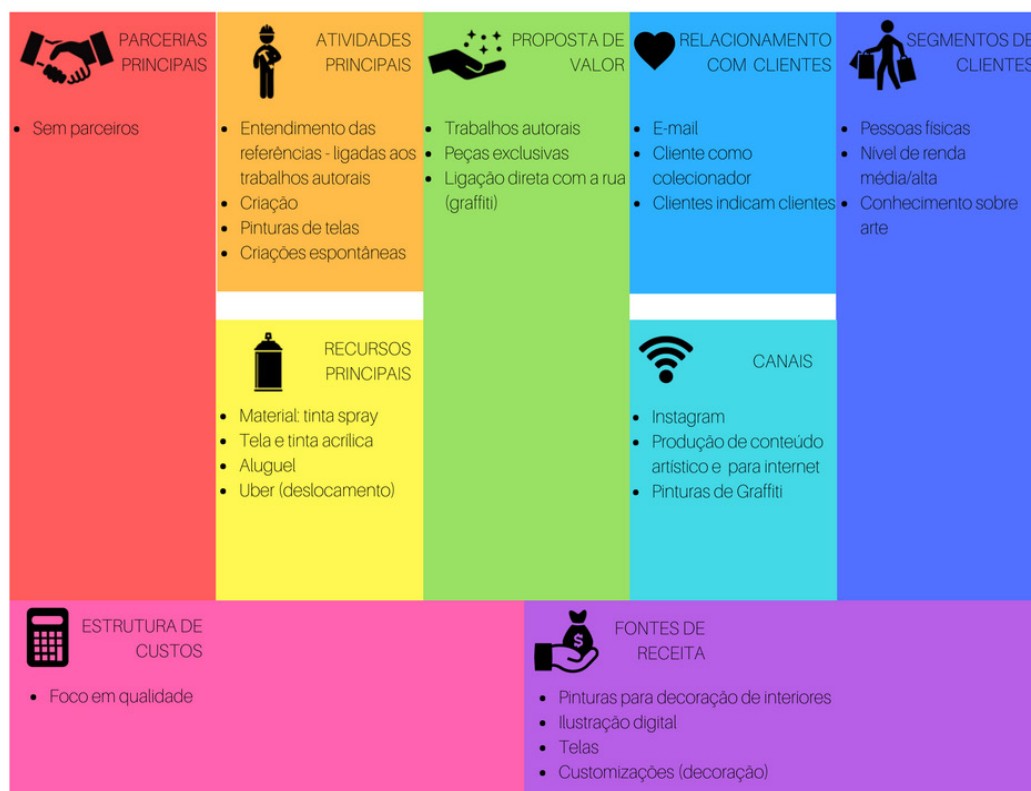 PARCERIAS
PRINCIPAIS
• Sem parceiros
ATIVIDADES
PRINCIPAIS
• Entendimento das
referências - ligadas aos
trabalhos autorais
• Criação
• Pinturas de telas
• Criações espontâneas
RECURSOS
PRINCIPAIS
• Material: tinta spray
• Tela e tinta acrílica
• Aluguel
• Uber (deslocamento)
PROPOSTA DE
VALOR
• Trabalhos autorais
• Peças exclusivas
• Ligação direta com a rua
(graffiti)
RELACIONAMENTO
COM CLIENTES
• E-mail
• Cliente como
colecionador
• Clientes indicam clientes
CANAIS
• Instagram
• Produção de conteúdo
artístico e para internet
• Pinturas de Graffiti
SEGMENTOS DE
CLIENTES
• Pessoas físicas
• Nível de renda
média/alta
• Conhecimento sobre
arte
ESTRUTURA DE
CUSTOS
• Foco em qualidade
$
FONTES DE
RECEITA
• Pinturas para decoração de interiores
• Ilustração digital
• Telas
• Customizações (decoração)